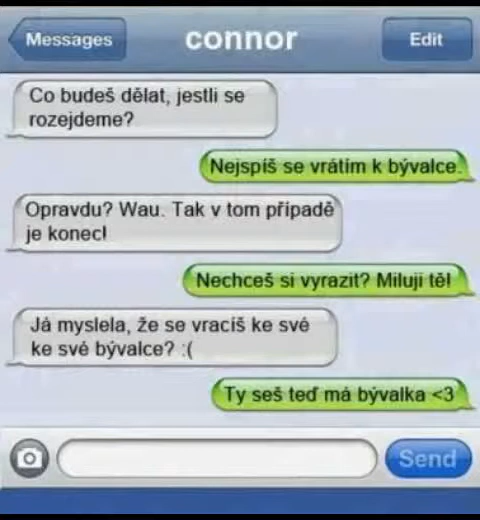 Messages
connor
Edit
Co budeš dělat, jestli se
rozejdeme?
Nejspíš se vrátím k bývalce.
Opravdu? Wau. Tak v tom případě
je konec!
Nechceš si vyrazit? Miluji tě!
Já myslela, že se vracíš ke své
ke své bývalce? :(
Ty seš teď má bývalka <3
Send